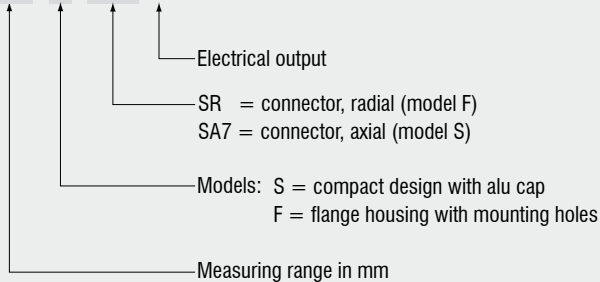 Electrical output
SR = connector, radial (model F)
SA7 = connector, axial (model S)
Models: S = compact design with alu cap
F = flange housing with mounting holes
Measuring range in mm